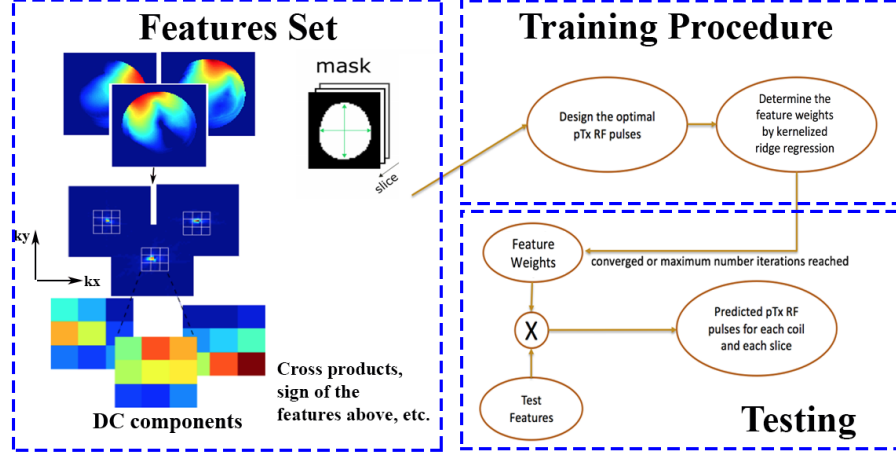 Features Set
mask
slice
ky
kx
DC components
Cross products,
sign of the
features above, etc.
Training Procedure
Design the optimal
pTx RF pulses
Determine the
feature weights
by kernelized
ridge regression
Feature
Weights
converged or maximum number iterations reached
X
Predicted pTx RF
pulses for each coil
and each slice
Test
Features
Testing